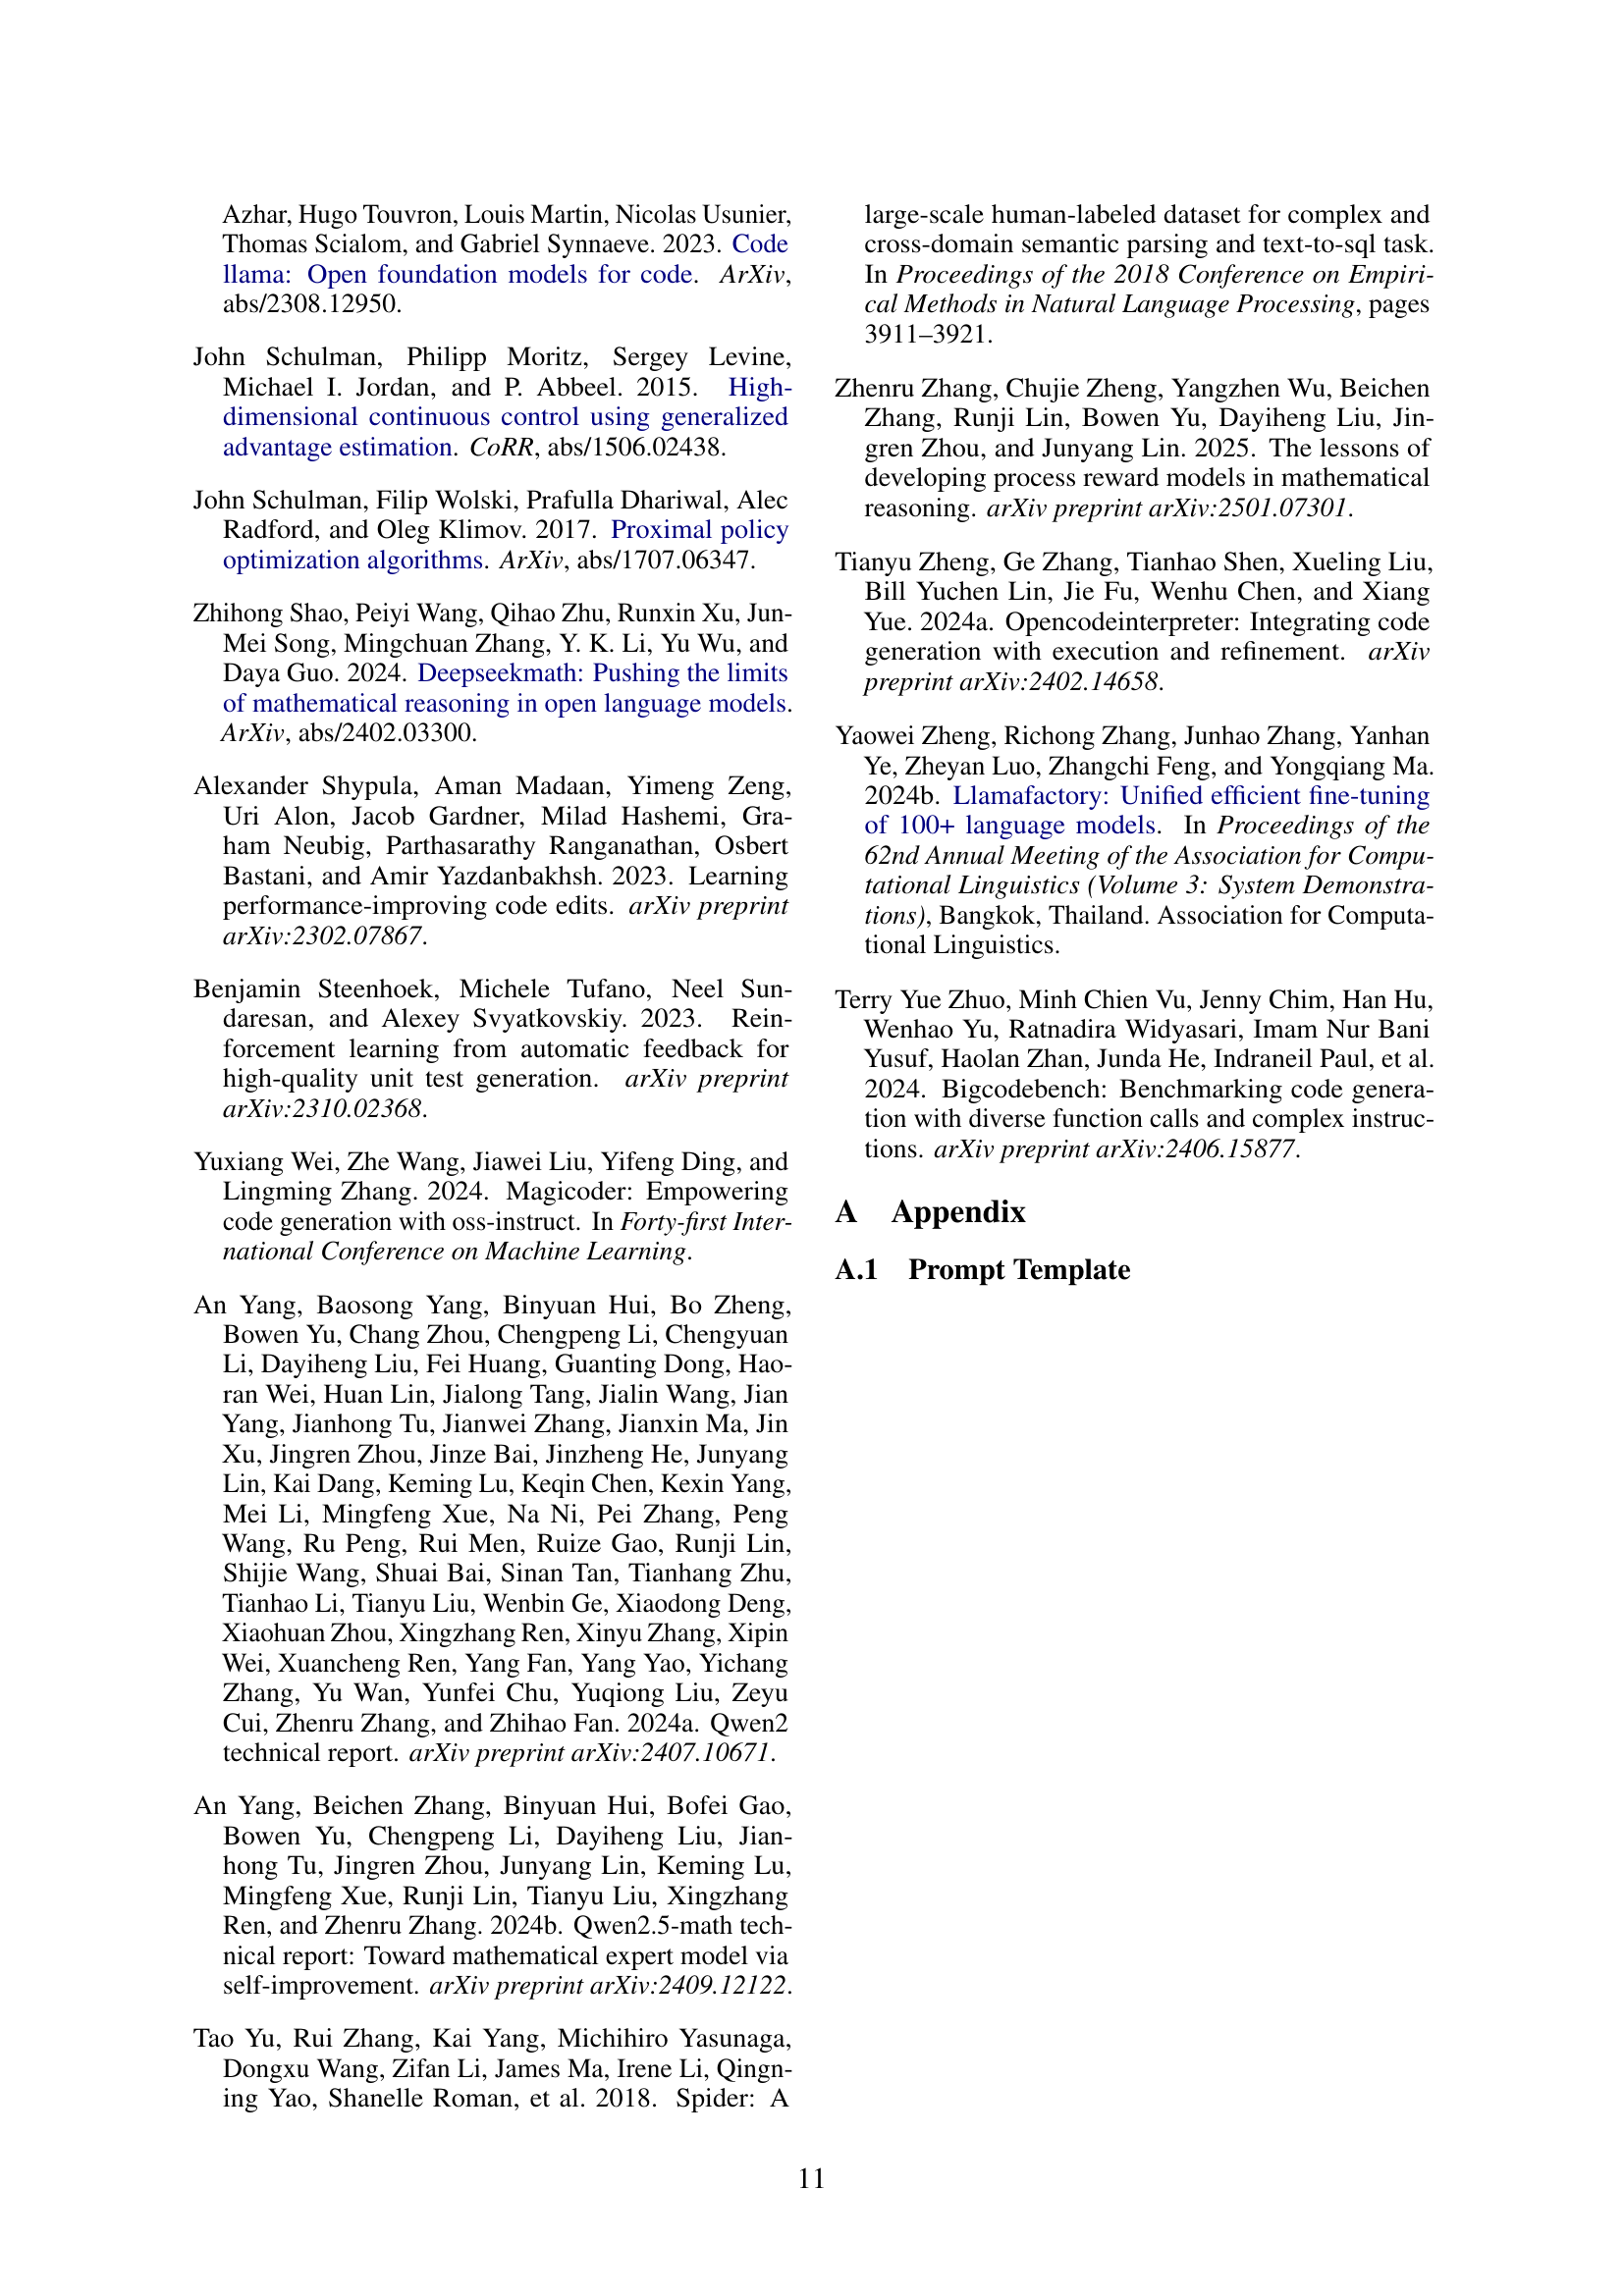 Azhar, Hugo Touvron, Louis Martin, Nicolas Usunier,
Thomas Scialom, and Gabriel Synnaeve. 2023. Code
llama: Open foundation models for code. ArXiv,
abs/2308.12950.
John Schulman, Philipp Moritz, Sergey Levine,
Michael I. Jordan, and P. Abbeel. 2015. High-
dimensional continuous control using generalized
advantage estimation. CoRR, abs/1506.02438.
John Schulman, Filip Wolski, Prafulla Dhariwal, Alec
Radford, and Oleg Klimov. 2017. Proximal policy
optimization algorithms. ArXiv, abs/1707.06347.
Zhihong Shao, Peiyi Wang, Qihao Zhu, Runxin Xu, Jun-
Mei Song, Mingchuan Zhang, Y. K. Li, Yu Wu, and
Daya Guo. 2024. Deepseekmath: Pushing the limits
of mathematical reasoning in open language models.
ArXiv, abs/2402.03300.
Alexander Shypula, Aman Madaan, Yimeng Zeng,
Uri Alon, Jacob Gardner, Milad Hashemi, Gra-
ham Neubig, Parthasarathy Ranganathan, Osbert
Bastani, and Amir Yazdanbakhsh. 2023. Learning
performance-improving code edits. arXiv preprint
arXiv:2302.07867.
Benjamin Steenhoek, Michele Tufano, Neel Sun-
daresan, and Alexey Svyatkovskiy. 2023. Rein-
forcement learning from automatic feedback for
high-quality unit test generation. arXiv preprint
arXiv:2310.02368.
Yuxiang Wei, Zhe Wang, Jiawei Liu, Yifeng Ding, and
Lingming Zhang. 2024. Magicoder: Empowering
code generation with oss-instruct. In Forty-first Inter-
national Conference on Machine Learning.
An Yang, Baosong Yang, Binyuan Hui, Bo Zheng,
Bowen Yu, Chang Zhou, Chengpeng Li, Chengyuan
Li, Dayiheng Liu, Fei Huang, Guanting Dong, Hao-
ran Wei, Huan Lin, Jialong Tang, Jialin Wang, Jian
Yang, Jianhong Tu, Jianwei Zhang, Jianxin Ma, Jin
Xu, Jingren Zhou, Jinze Bai, Jinzheng He, Junyang
Lin, Kai Dang, Keming Lu, Keqin Chen, Kexin Yang,
Mei Li, Mingfeng Xue, Na Ni, Pei Zhang, Peng
Wang, Ru Peng, Rui Men, Ruize Gao, Runji Lin,
Shijie Wang, Shuai Bai, Sinan Tan, Tianhang Zhu,
Tianhao Li, Tianyu Liu, Wenbin Ge, Xiaodong Deng,
Xiaohuan Zhou, Xingzhang Ren, Xinyu Zhang, Xipin
Wei, Xuancheng Ren, Yang Fan, Yang Yao, Yichang
Zhang, Yu Wan, Yunfei Chu, Yuqiong Liu, Zeyu
Cui, Zhenru Zhang, and Zhihao Fan. 2024a. Qwen2
technical report. arXiv preprint arXiv:2407.10671.
An Yang, Beichen Zhang, Binyuan Hui, Bofei Gao,
Bowen Yu, Chengpeng Li, Dayiheng Liu, Jian-
hong Tu, Jingren Zhou, Junyang Lin, Keming Lu,
Mingfeng Xue, Runji Lin, Tianyu Liu, Xingzhang
Ren, and Zhenru Zhang. 2024b. Qwen2.5-math tech-
nical report: Toward mathematical expert model via
self-improvement. arXiv preprint arXiv:2409.12122.
Tao Yu, Rui Zhang, Kai Yang, Michihiro Yasunaga,
Dongxu Wang, Zifan Li, James Ma, Irene Li, Qingn-
ing Yao, Shanelle Roman, et al. 2018. Spider: A
large-scale human-labeled dataset for complex and
cross-domain semantic parsing and text-to-sql task.
In Proceedings of the 2018 Conference on Empiri-
cal Methods in Natural Language Processing, pages
3911–3921.
Zhenru Zhang, Chujie Zheng, Yangzhen Wu, Beichen
Zhang, Runji Lin, Bowen Yu, Dayiheng Liu, Jin-
gren Zhou, and Junyang Lin. 2025. The lessons of
developing process reward models in mathematical
reasoning. arXiv preprint arXiv:2501.07301.
Tianyu Zheng, Ge Zhang, Tianhao Shen, Xueling Liu,
Bill Yuchen Lin, Jie Fu, Wenhu Chen, and Xiang
Yue. 2024a. Opencodeinterpreter: Integrating code
generation with execution and refinement. arXiv
preprint arXiv:2402.14658.
Yaowei Zheng, Richong Zhang, Junhao Zhang, Yanhan
Ye, Zheyan Luo, Zhangchi Feng, and Yongqiang Ma.
2024b. Llamafactory: Unified efficient fine-tuning
of 100+ language models. In Proceedings of the
62nd Annual Meeting of the Association for Compu-
tational Linguistics (Volume 3: System Demonstra-
tions), Bangkok, Thailand. Association for Computa-
tional Linguistics.
Terry Yue Zhuo, Minh Chien Vu, Jenny Chim, Han Hu,
Wenhao Yu, Ratnadira Widyasari, Imam Nur Bani
Yusuf, Haolan Zhan, Junda He, Indraneil Paul, et al.
2024. Bigcodebench: Benchmarking code genera-
tion with diverse function calls and complex instruc-
tions. arXiv preprint arXiv:2406.15877.
A Appendix
A.1 Prompt Template
11